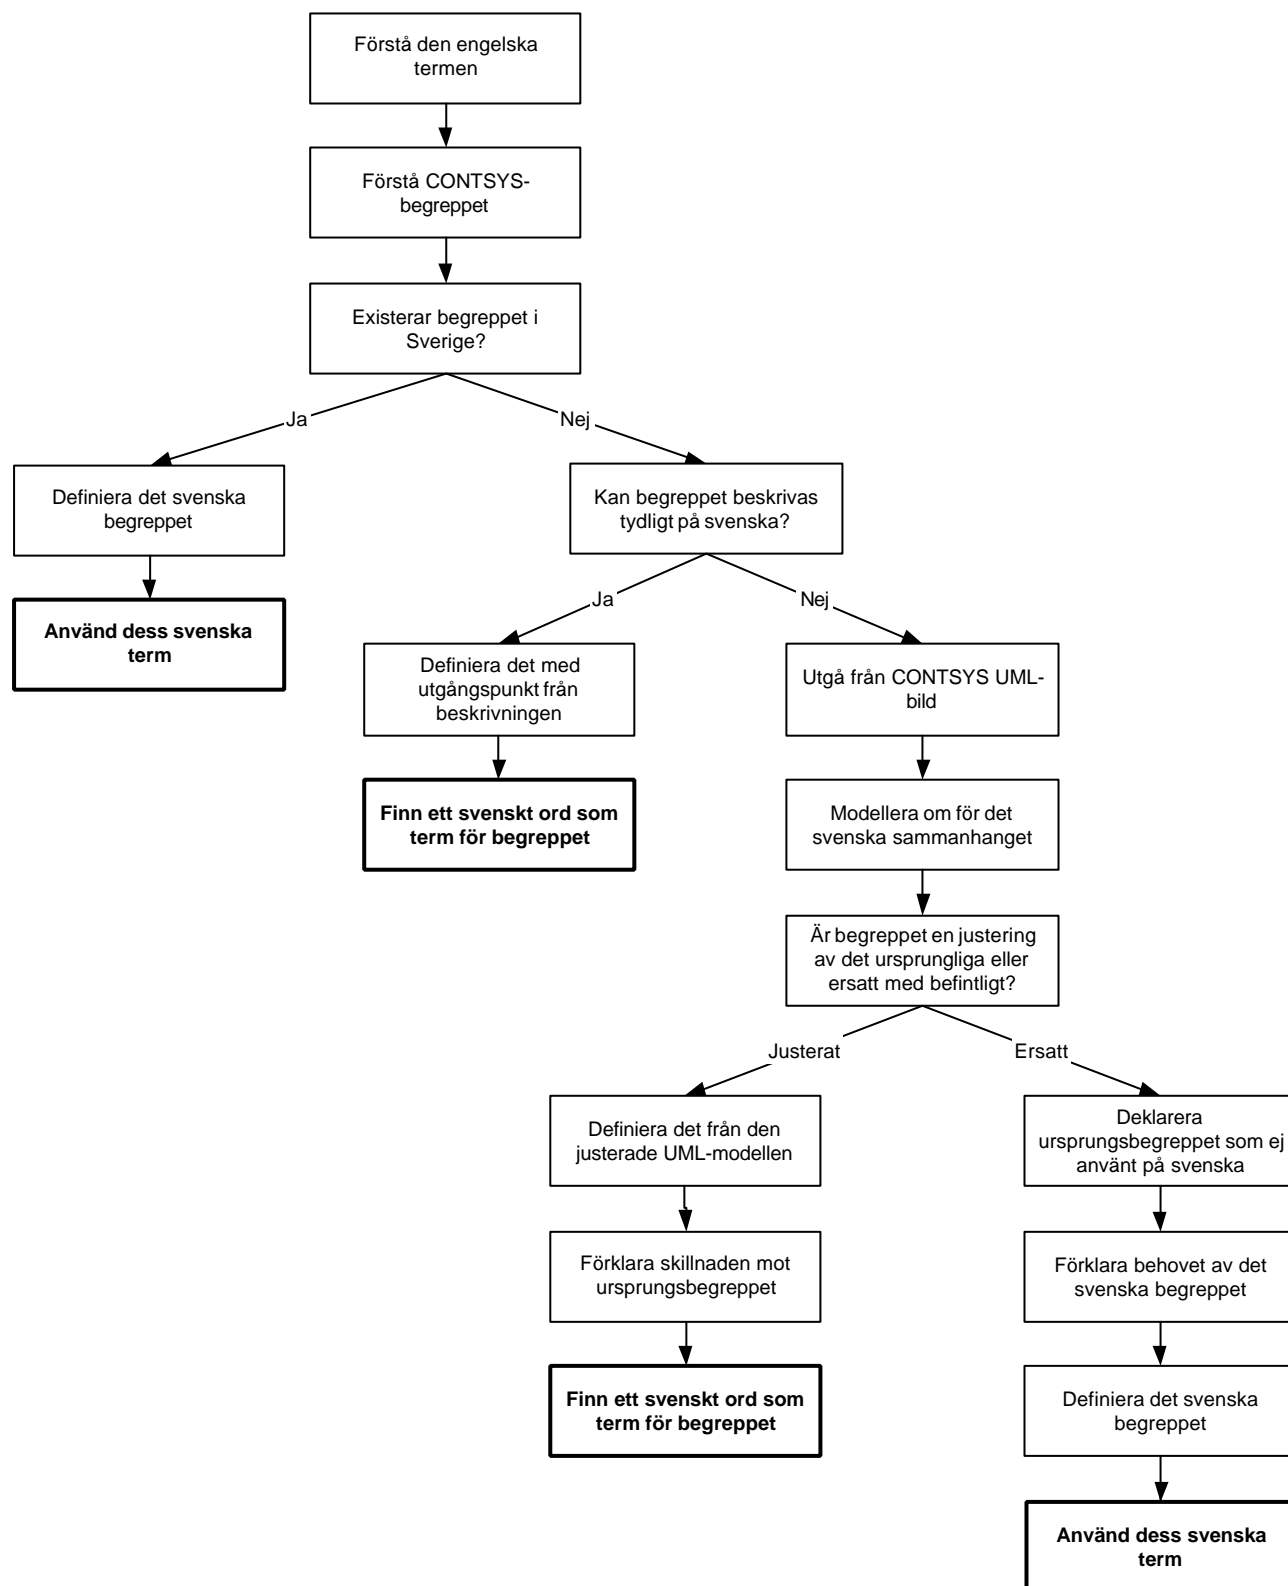 Förstå den engelska
termen
Förstå CONTSYS-
begreppet
Existerar begreppet i
Sverige?
Ja
Nej
Definiera det svenska
begreppet
Kan begreppet beskrivas
tydligt på svenska?
Använd dess svenska
term
Ja
Nej
Definiera det med
utgångspunkt från
beskrivningen
Utgå från CONTSYS UML-
bild
Finn ett svenskt ord som
term för begreppet
Modellera om för det
svenska sammanhanget
Är begreppet en justering
av det ursprungliga eller
ersatt med befintligt?
Justerat
Ersatt
Definiera det från den
justerade UML-modellen
Deklarera
ursprungsbegreppet som ej
använt på svenska
Förklara skillnaden mot
ursprungsbegreppet
Förklara behovet av det
svenska begreppet
Finn ett svenskt ord som
term för begreppet
Definiera det svenska
begreppet
Använd dess svenska
term